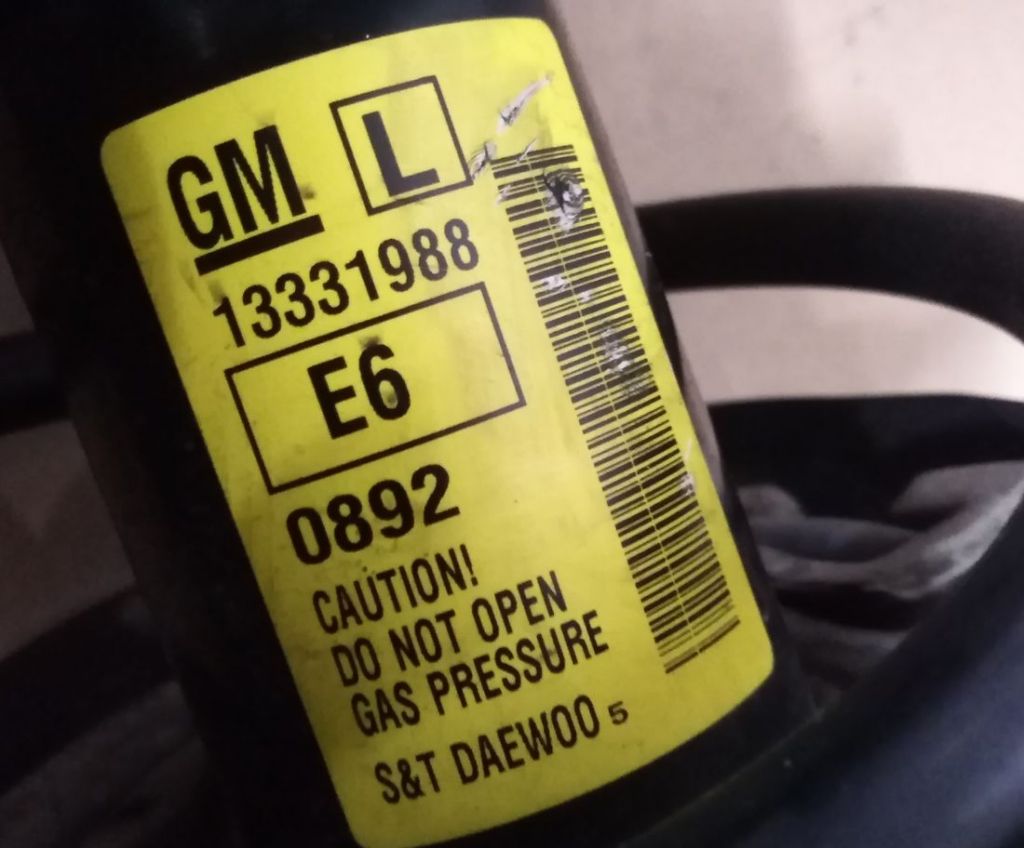 GM L
13331988
E6
0892
CAUTION!
DO NOT OPEN
GAS PRESSURE
S&T DAEWOO 5